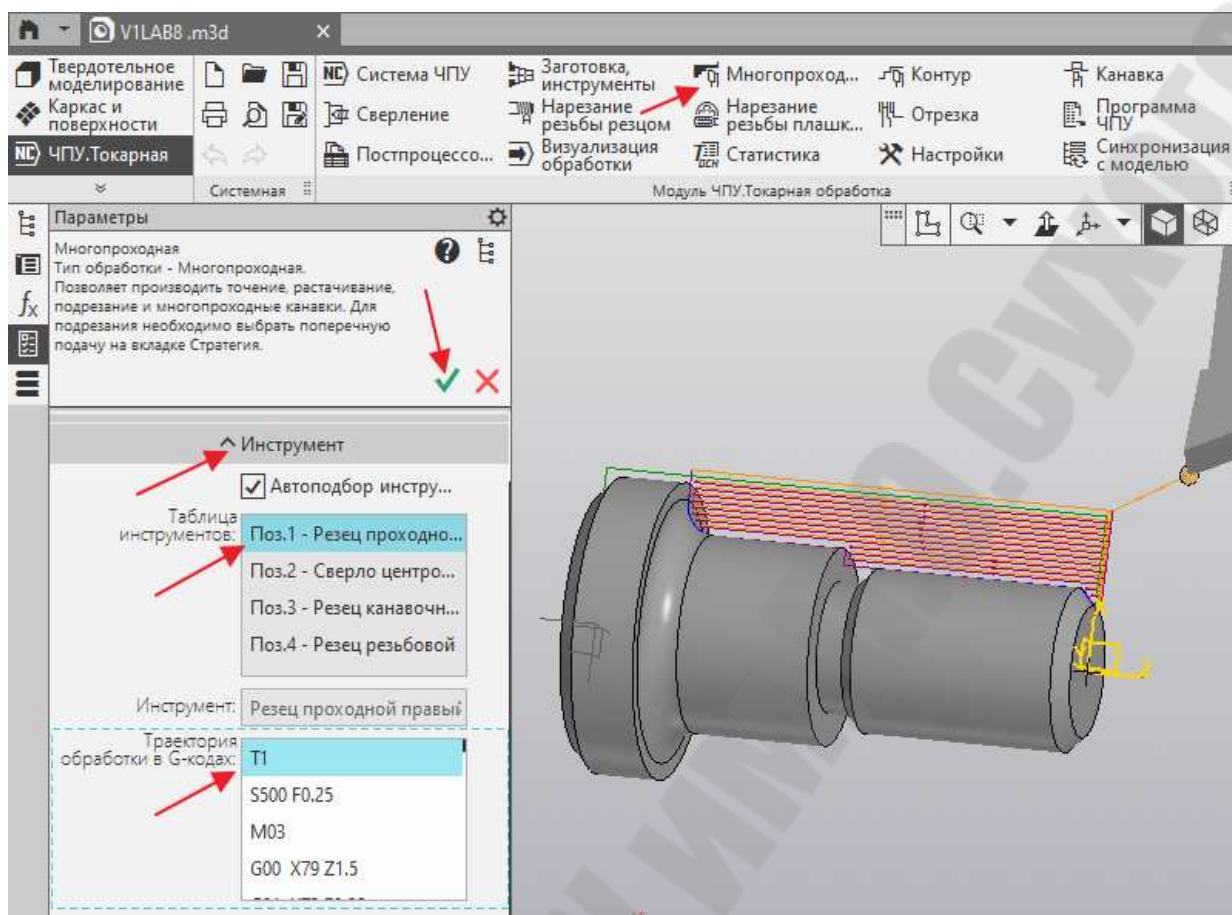 V1LAB8 .m3d
Твердотельное
моделирование
Каркас и
поверхности
ЧПУ.Токарная
Системная
Система ЧПУ
Сверление
Постпроцессо...
Заготовка,
инструменты
Нарезание
резьбы резцом
Визуализация
обработки
Многопроход...
Нарезание
резьбы плашк...
Статистика
Контур
Отрезка
Настройки
Канавка
Программа
ЧПУ
Синхронизация
с моделью
Модуль ЧПУ.Токарная обработка
Параметры
Многопроходная
Тип обработки - Многопроходная.
Позволяет производить точение, растачивание,
подрезание и многопроходные канавки. Для
подрезания необходимо выбрать поперечную
подачу на вкладке Стратегия.
Инструмент
Автоподбор инстру...
Таблица
инструментов:
Поз.1 - Резец проходно...
Поз.2 - Сверло центро...
Поз.3 - Резец канавочн...
Поз.4 - Резец резьбовой
Инструмент: Резец проходной правый
Траектория
обработки в G-кодах:
T1
S500 F0.25
M03
G00 X79 Z1.5